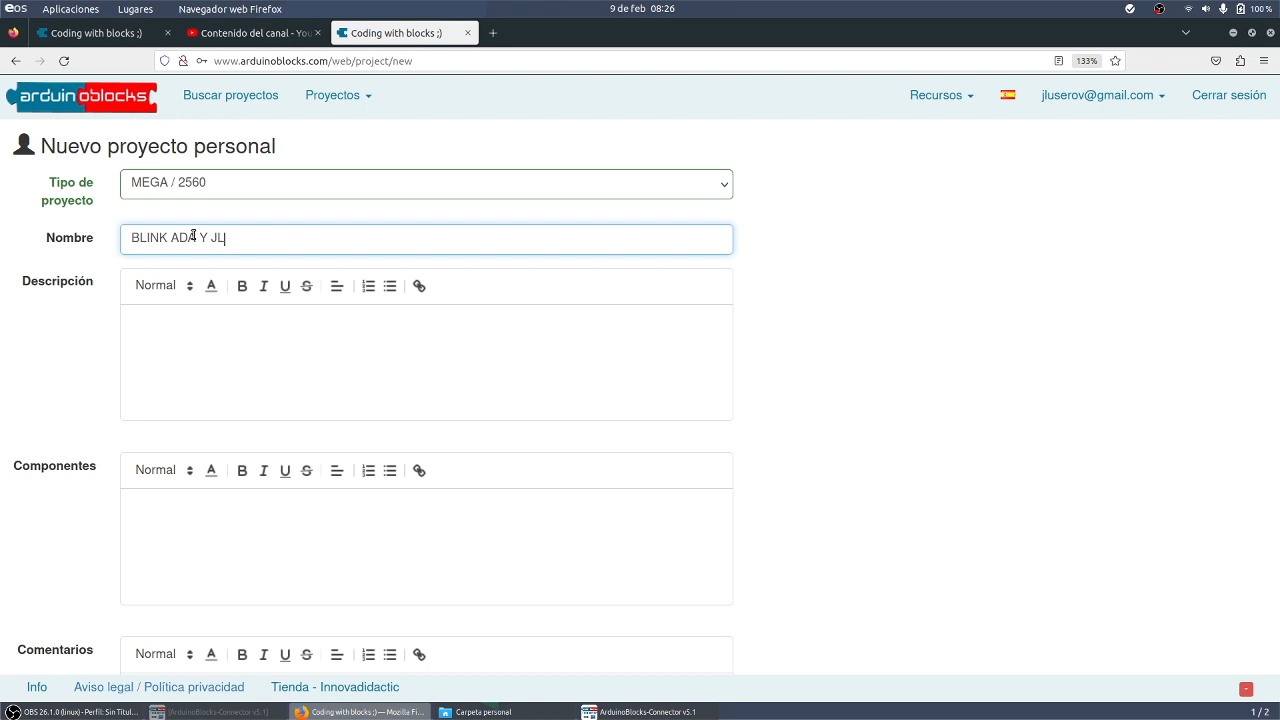 eos Aplicaciones Lugares Navegador web Firefox 9 de feb 08:26 100 %
Coding with blocks ;) × Contenido del canal - You × Coding with blocks ;) × +
www.arduinoblocks.com/web/project/new 133%
arduinoblocks Buscar proyectos Proyectos Recursos jluserov@gmail.com Cerrar sesión
Nuevo proyecto personal
Tipo de proyecto MEGA / 2560
Nombre BLINK ADA Y JL
Descripción Normal A B I U S
Componentes Normal A B I U S
Comentarios Normal A B I U S
Info Aviso legal / Política privacidad Tienda - Innovadidactic -
OBS 26.1.0 (linux) - Perfil: Sin Titul... [ArduinoBlocks-Connector v5.1] Coding with blocks ;) — Mozilla Fi... Carpeta personal ArduinoBlocks-Connector v5.1 1 / 2